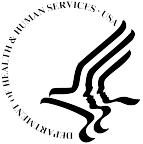 DEPARTMENT OF HEALTH & HUMAN SERVICES · USA